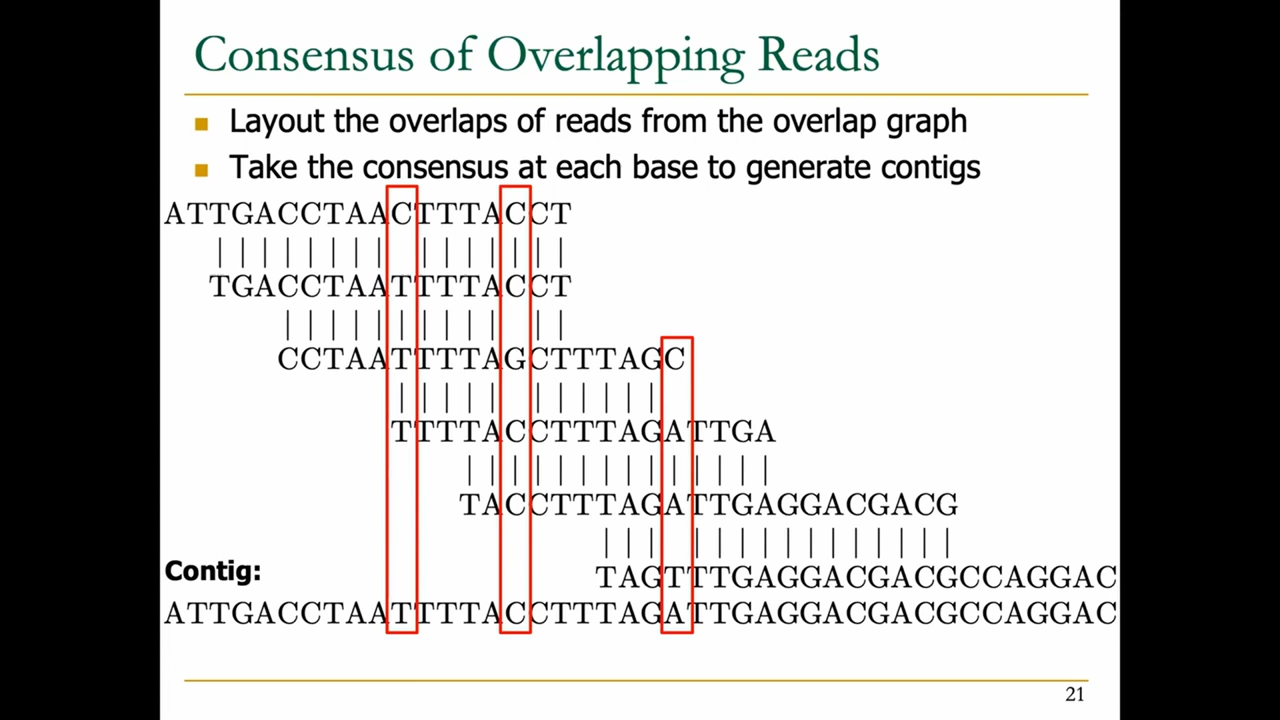 Consensus of Overlapping Reads
Layout the overlaps of reads from the overlap graph
Take the consensus at each base to generate contigs
ATTGACCTAACTTTACCT
TGACCTAATTTTACCT
CCTAATTTTAGCTTTAGC
TTTTACCTTTAGATTGA
TACCTTTAGATTGAGGACGACG
Contig:
TAGTTTGAGGACGACGCCAGGAC
ATTGACCTAATTTTACCTTTAGATTGAGGACGACGCCAGGAC
21